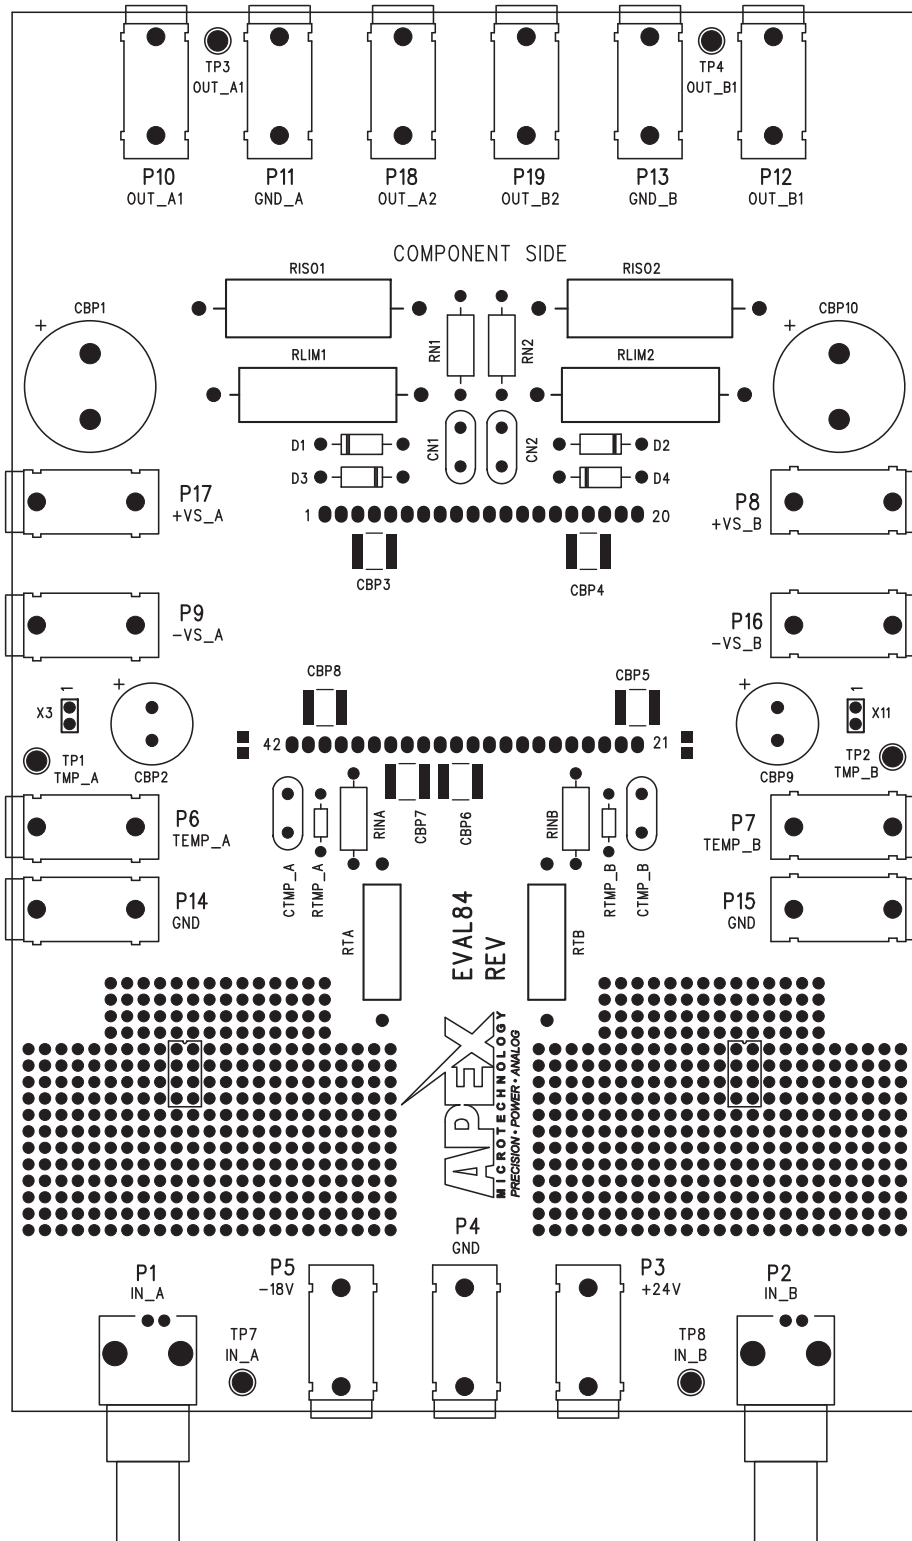 TP3
OUT_A1
TP4
OUT_B1
P10
OUT_A1
P11
GND_A
P18
OUT_A2
P19
OUT_B2
P13
GND_B
P12
OUT_B1
COMPONENT SIDE
RISO1
RISO2
CBP1
+
CBP10
+
RN1
RN2
RLIM1
RLIM2
D1
D2
D3
D4
CN1
CN2
P17
+VS_A
P8
+VS_B
1
20
CBP3
CBP4
P9
-VS_A
P16
-VS_B
CBP8
CBP5
X3
1
+
CBP2
+
CBP9
1
X11
42
21
TP1
TMP_A
TP2
TMP_B
P6
TEMP_A
P7
TEMP_B
CTMP_A
RTMP_A
RINA
CBP7
CBP6
RINB
RTMP_B
CTMP_B
P14
GND
P15
GND
RTA
RTB
EVAL84
REV
APEX
MICROTECHNOLOGY
PRECISION • POWER • ANALOG
P1
IN_A
P5
-18V
P4
GND
P3
+24V
P2
IN_B
TP7
IN_A
TP8
IN_B